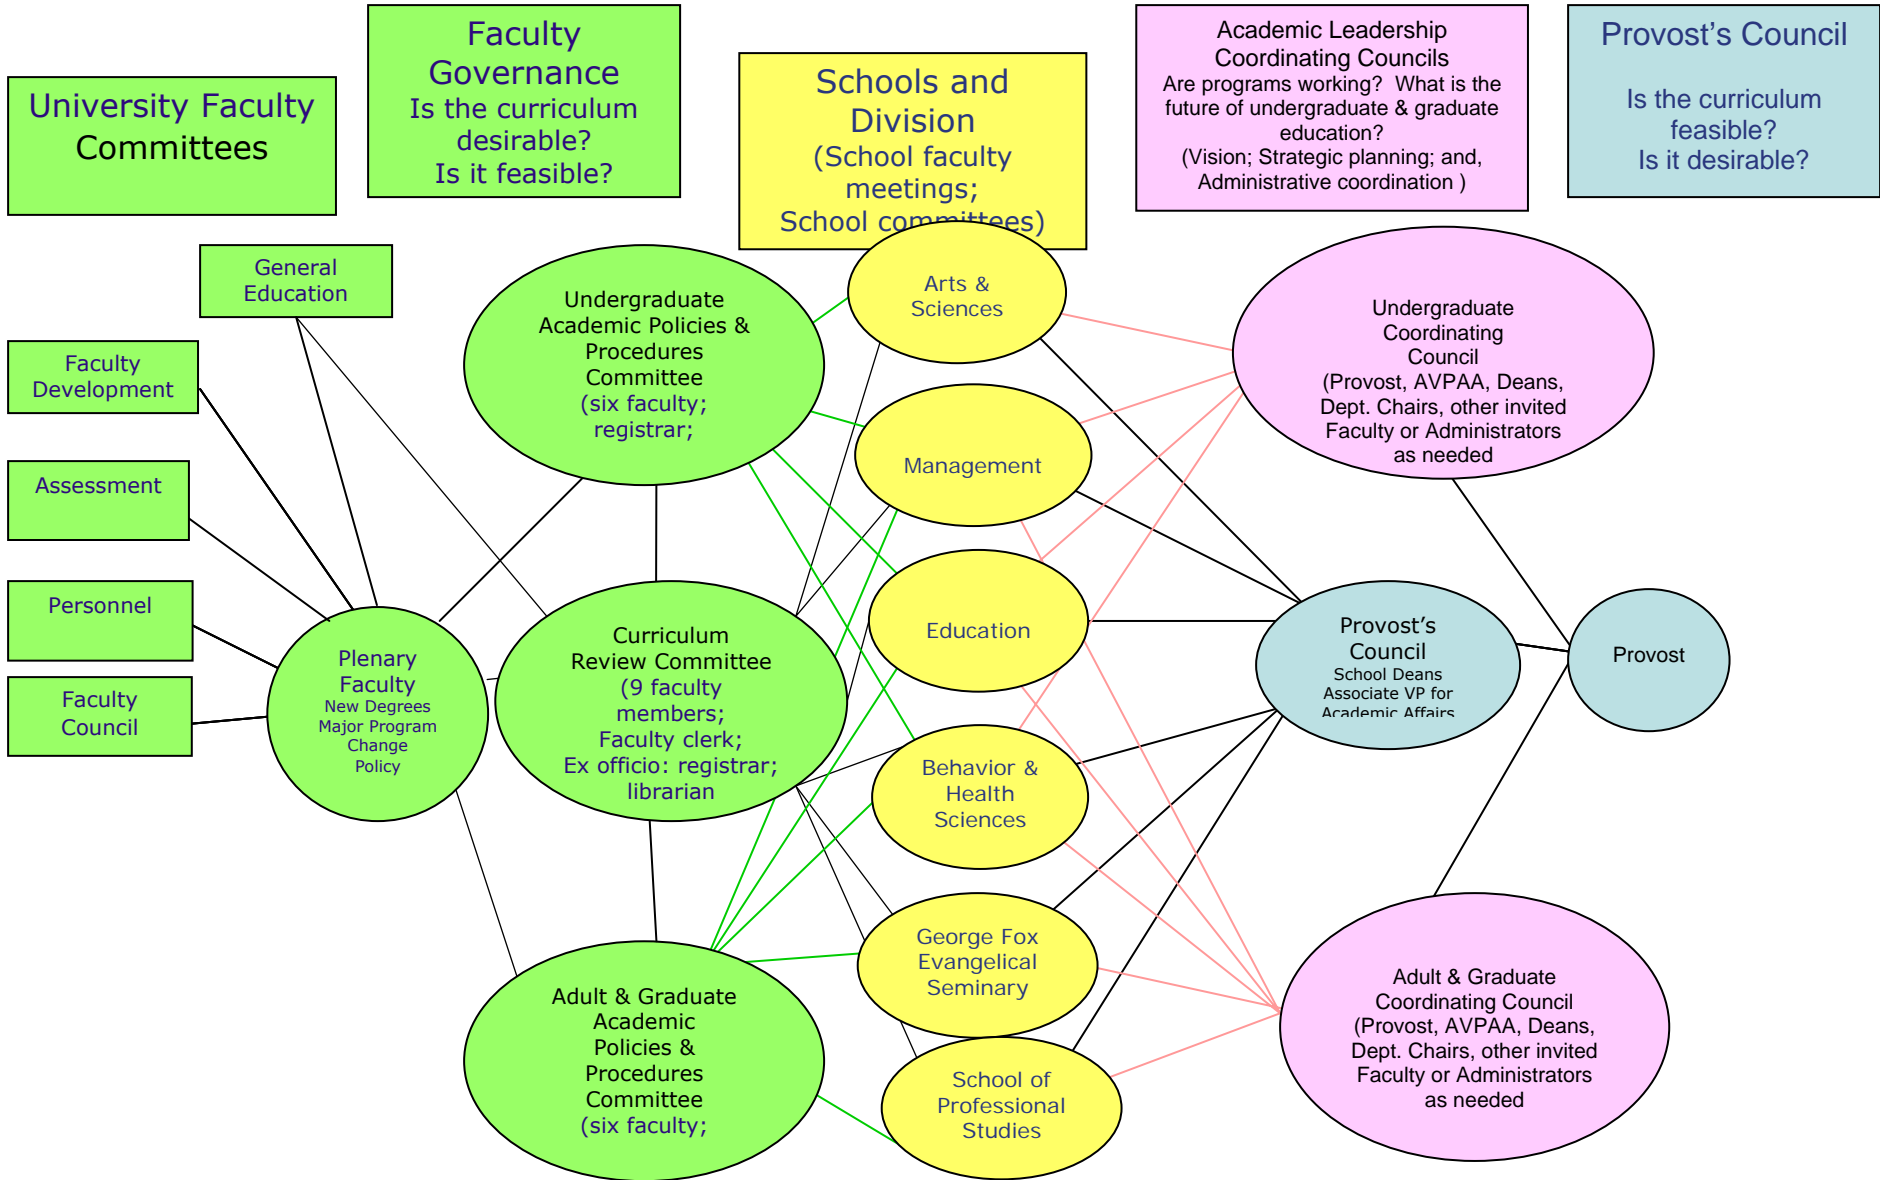 University Faculty
Committees
Faculty
Governance
Is the curriculum
desirable?
Is it feasible?
Schools and
Division
(School faculty
meetings;
School committees)
Academic Leadership
Coordinating Councils
Are programs working?  What is the
future of undergraduate & graduate
education?
(Vision; Strategic planning; and,
Administrative coordination )
Provost’s Council
Is the curriculum
feasible?
Is it desirable?
General
Education
Faculty
Development
Assessment
Personnel
Faculty
Council
Plenary
Faculty
New Degrees
Major Program
Change
Policy
Undergraduate
Academic Policies &
Procedures
Committee
(six faculty;
registrar;
Curriculum
Review Committee
(9 faculty
members;
Faculty clerk;
Ex officio: registrar;
librarian
Adult & Graduate
Academic
Policies &
Procedures
Committee
(six faculty;
Arts &
Sciences
Management
Education
Behavior &
Health
Sciences
George Fox
Evangelical
Seminary
School of
Professional
Studies
Undergraduate
Coordinating
Council
(Provost, AVPAA, Deans,
Dept. Chairs, other invited
Faculty or Administrators
as needed
Provost’s
Council
School Deans
Associate VP for
Academic Affairs
Provost
Adult & Graduate
Coordinating Council
(Provost, AVPAA, Deans,
Dept. Chairs, other invited
Faculty or Administrators
as needed